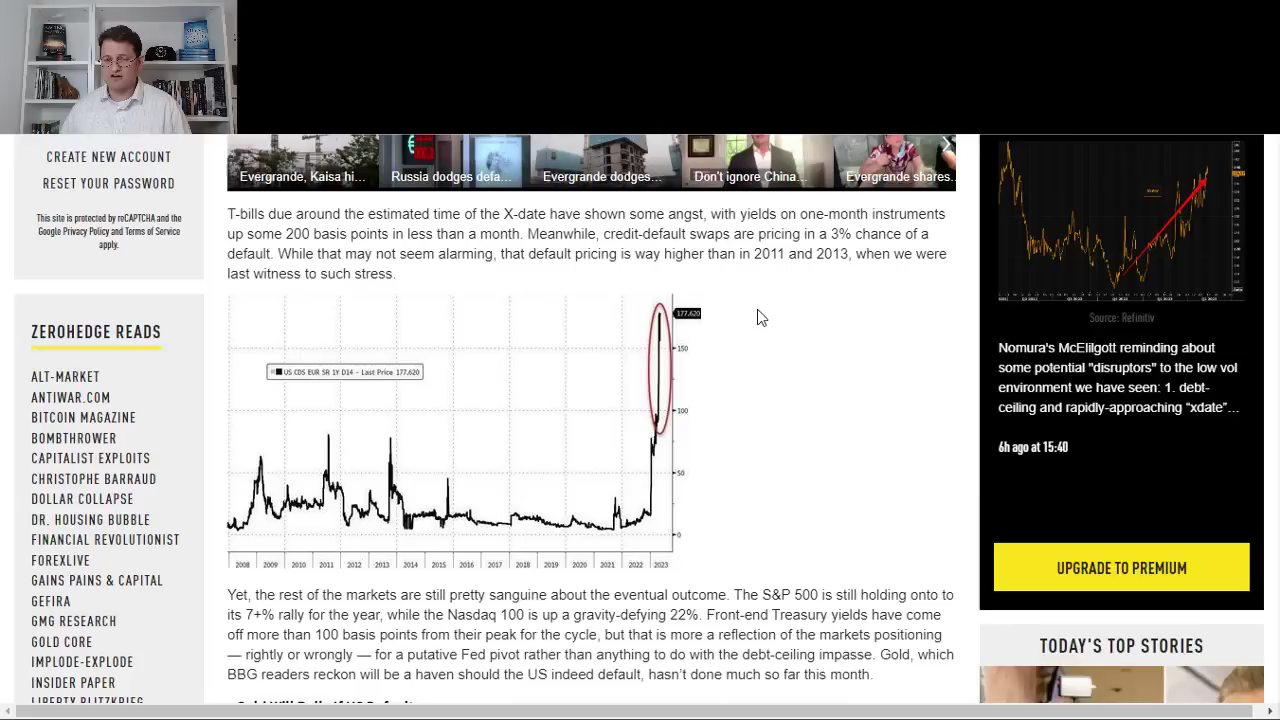 CREATE NEW ACCOUNT
RESET YOUR PASSWORD
This site is protected by reCAPTCHA and the
Google Privacy Policy and Terms of Service
apply.
ZEROHEDGE READS
ALT-MARKET
ANTIWAR.COM
BITCOIN MAGAZINE
BOMBTHROWER
CAPITALIST EXPLOITS
CHRISTOPHE BARRAUD
DOLLAR COLLAPSE
DR. HOUSING BUBBLE
FINANCIAL REVOLUTIONIST
FOREXLIVE
GAINS PAINS & CAPITAL
GEFIRA
GMG RESEARCH
GOLD CORE
IMPLODE-EXPLODE
INSIDER PAPER
LIBERTY BLITZKRIEG
Evergrande, Kaisa hi...
Russia dodges defa...
Evergrande dodges...
Don't ignore China...
Evergrande shares...
T-bills due around the estimated time of the X-date have shown some angst, with yields on one-month instruments
up some 200 basis points in less than a month. Meanwhile, credit-default swaps are pricing in a 3% chance of a
default. While that may not seem alarming, that default pricing is way higher than in 2011 and 2013, when we were
last witness to such stress.
177.620
150
US CDS EUR SR 1Y D14 - Last Price 177.620
100
50
0
2008 2009 2010 2011 2012 2013 2014 2015 2016 2017 2018 2019 2020 2021 2022 2023
Yet, the rest of the markets are still pretty sanguine about the eventual outcome. The S&P 500 is still holding onto
its 7+% rally for the year, while the Nasdaq 100 is up a gravity-defying 22%. Front-end Treasury yields have come
off more than 100 basis points from their peak for the cycle, but that is more a reflection of the markets positioning
— rightly or wrongly — for a putative Fed pivot rather than anything to do with the debt-ceiling impasse. Gold, which
BBG readers reckon will be a haven should the US indeed default, hasn't done much so far this month.
Source: Refinitiv
Nomura's McElilgott reminding about
some potential "disruptors" to the low vol
environment we have seen: 1. debt-
ceiling and rapidly-approaching "xdate"...
6h ago at 15:40
UPGRADE TO PREMIUM
TODAY'S TOP STORIES